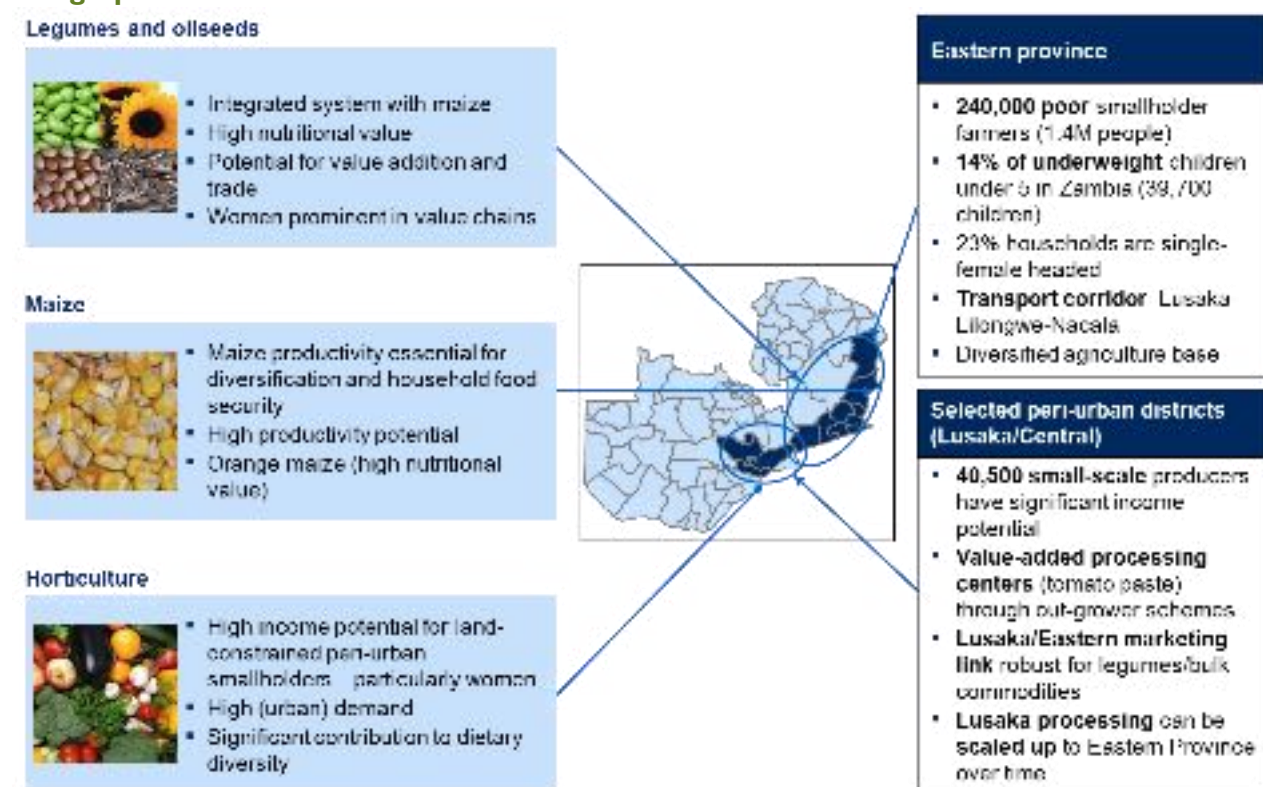 Legumes and oilseeds
Integrated system with maize
High nutritional value
Potential for value addition and
trade
Women prominent in value chains
Maize
Maize productivity essential for
diversification and household food
security
High productivity potential
Orange maize (high nutritional
value)
Horticulture
High income potential for land-
constrained peri-urban
smallholders – particularly women
High (urban) demand
Significant contribution to dietary
diversity
Eastern province
240,000 poor smallholder
farmers (1.4M people)
14% of underweight children
under 5 in Zambia (39,700
children)
23% households are single-
female headed
Transport corridor Lusaka
Lilongwe-Nacala
Diversified agriculture base
Selected peri-urban districts
(Lusaka/Central)
40,500 small-scale producers
have significant income
potential
Value-added processing
centers (tomato paste)
through out-grower schemes
Lusaka/Eastern marketing
link robust for legumes/bulk
commodities
Lusaka processing can be
scaled up to Eastern Province
over time